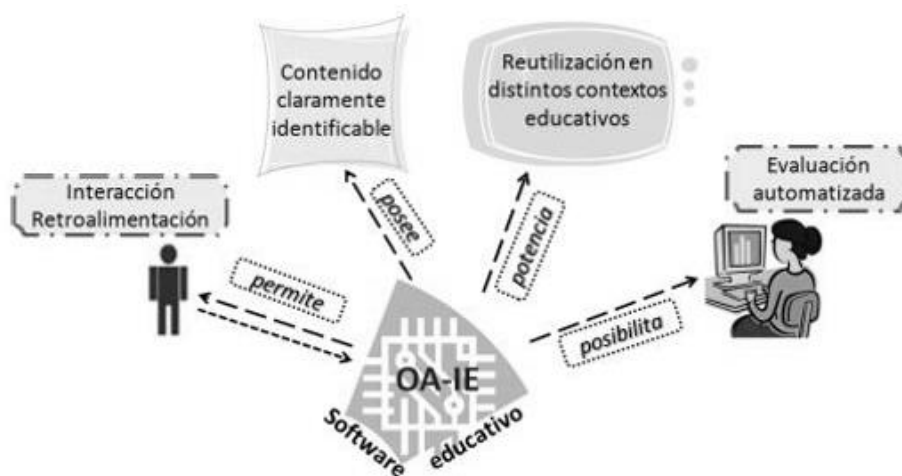 Contenido
claramente
identificable
Reutilización en
distintos contextos
educativos
Interacción
Retroalimentación
Evaluación
automatizada
posee
potencia
permite
posibilita
OA-IE
Software educativo